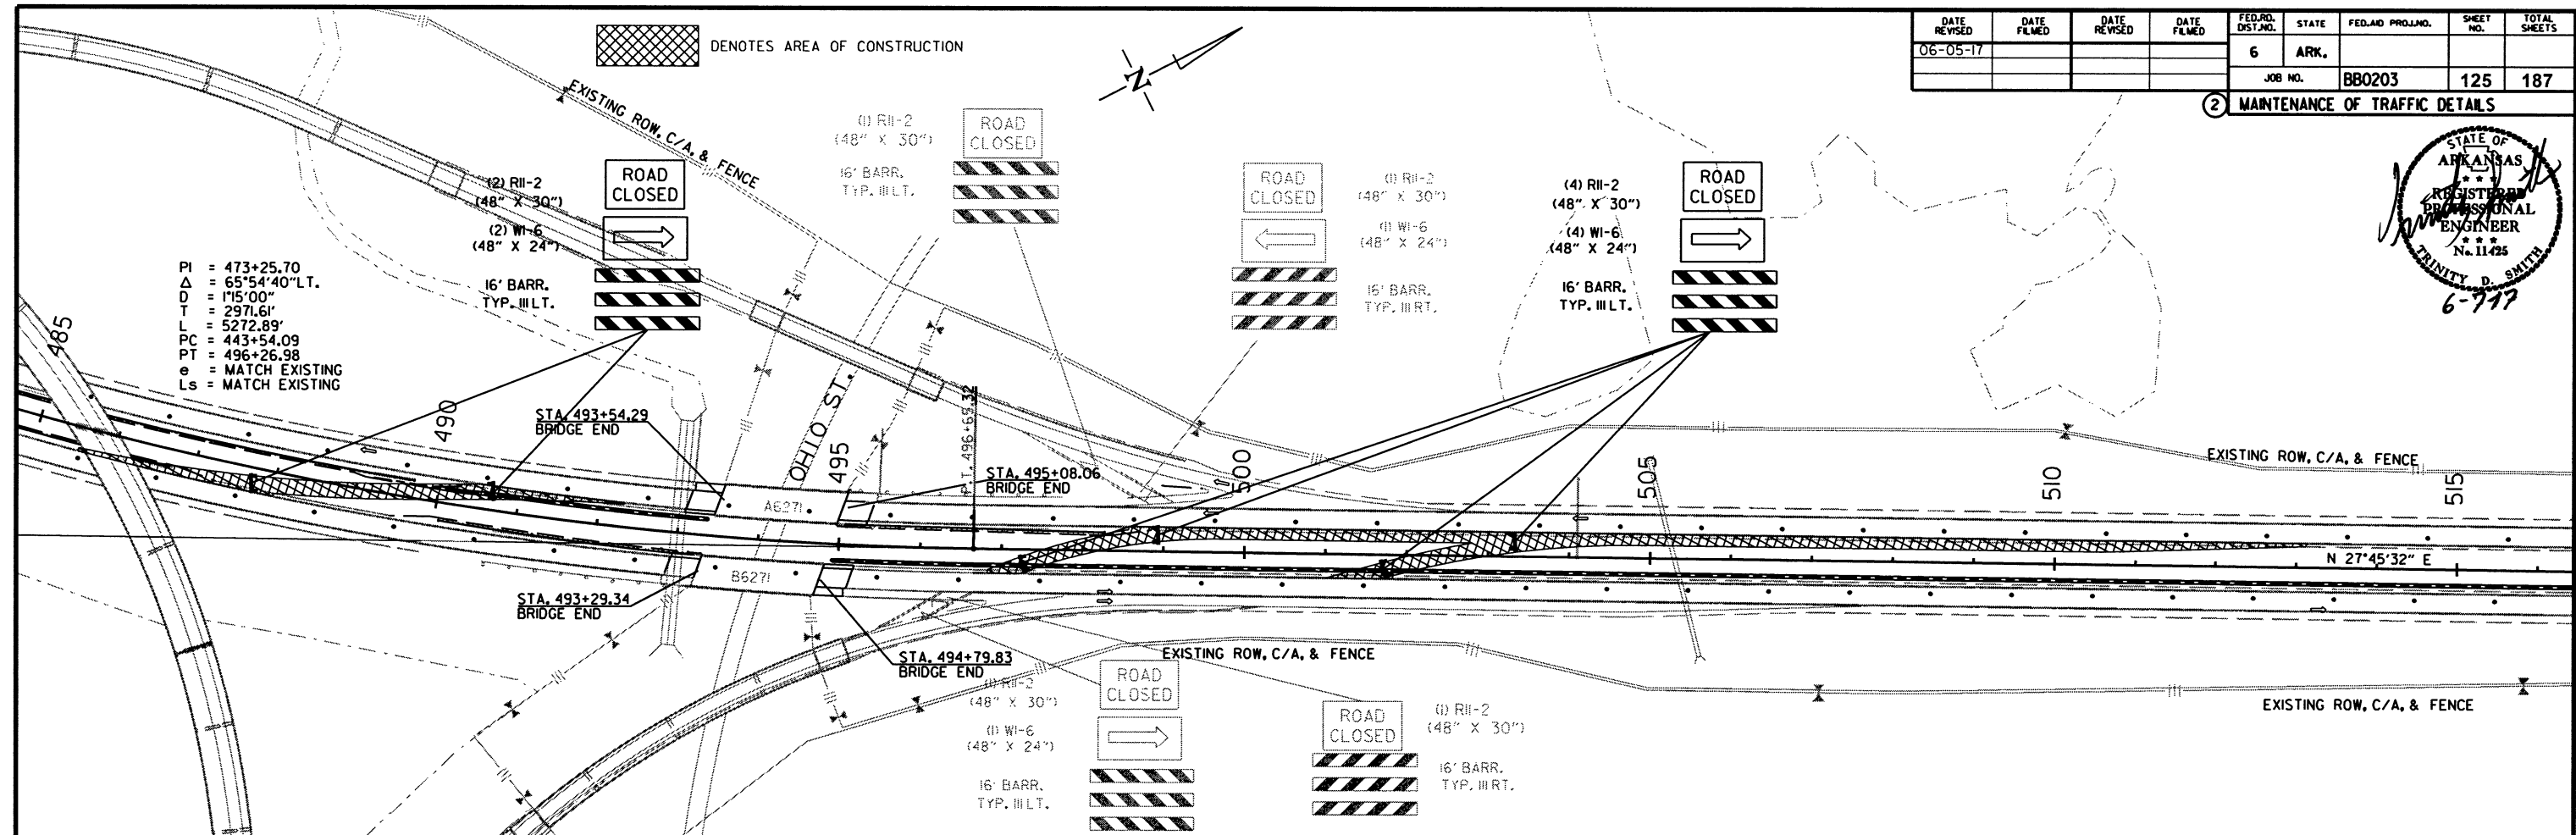 DENOTES AREA OF CONSTRUCTION
N
DATE REVISED
DATE FILMED
DATE REVISED
DATE FILMED
FED.RD. DIST.NO.
STATE
FED.AID PROJ.NO.
SHEET NO.
TOTAL SHEETS
06-05-17
6
ARK.
JOB NO.
BB0203
125
187
2 MAINTENANCE OF TRAFFIC DETAILS
STATE OF
ARKANSAS
REGISTERED
PROFESSIONAL
ENGINEER
No. 11425
TRINITY D. SMITH
EXISTING ROW, C/A, & FENCE
(2) R11-2
(48" X 30")
(2) W1-6
(48" X 24")
16' BARR.
TYP. III LT.
ROAD
CLOSED
(1) R11-2
(48" X 30")
16' BARR.
TYP. III LT.
ROAD
CLOSED
ROAD
CLOSED
(1) R11-2
(48" X 30")
(1) W1-6
(48" X 24")
16' BARR.
TYP. III RT.
(4) R11-2
(48" X 30")
(4) W1-6
(48" X 24")
16' BARR.
TYP. III LT.
ROAD
CLOSED
PI = 473+25.70
Δ = 65°54'40"LT.
D = 1°15'00"
T = 2971.61'
L = 5272.89'
PC = 443+54.09
PT = 496+26.98
e = MATCH EXISTING
Ls = MATCH EXISTING
485
490
STA. 493+54.29
BRIDGE END
OHIO ST.
495
STA. 495+08.06
BRIDGE END
500
505
510
515
EXISTING ROW, C/A, & FENCE
A6271
B6271
N 27°45'32" E
STA. 493+29.34
BRIDGE END
STA. 494+79.83
BRIDGE END
EXISTING ROW, C/A, & FENCE
EXISTING ROW, C/A, & FENCE
(1) R11-2
(48" X 30")
(1) W1-6
(48" X 24")
16' BARR.
TYP. III LT.
ROAD
CLOSED
ROAD
CLOSED
(1) R11-2
(48" X 30")
16' BARR.
TYP. III RT.